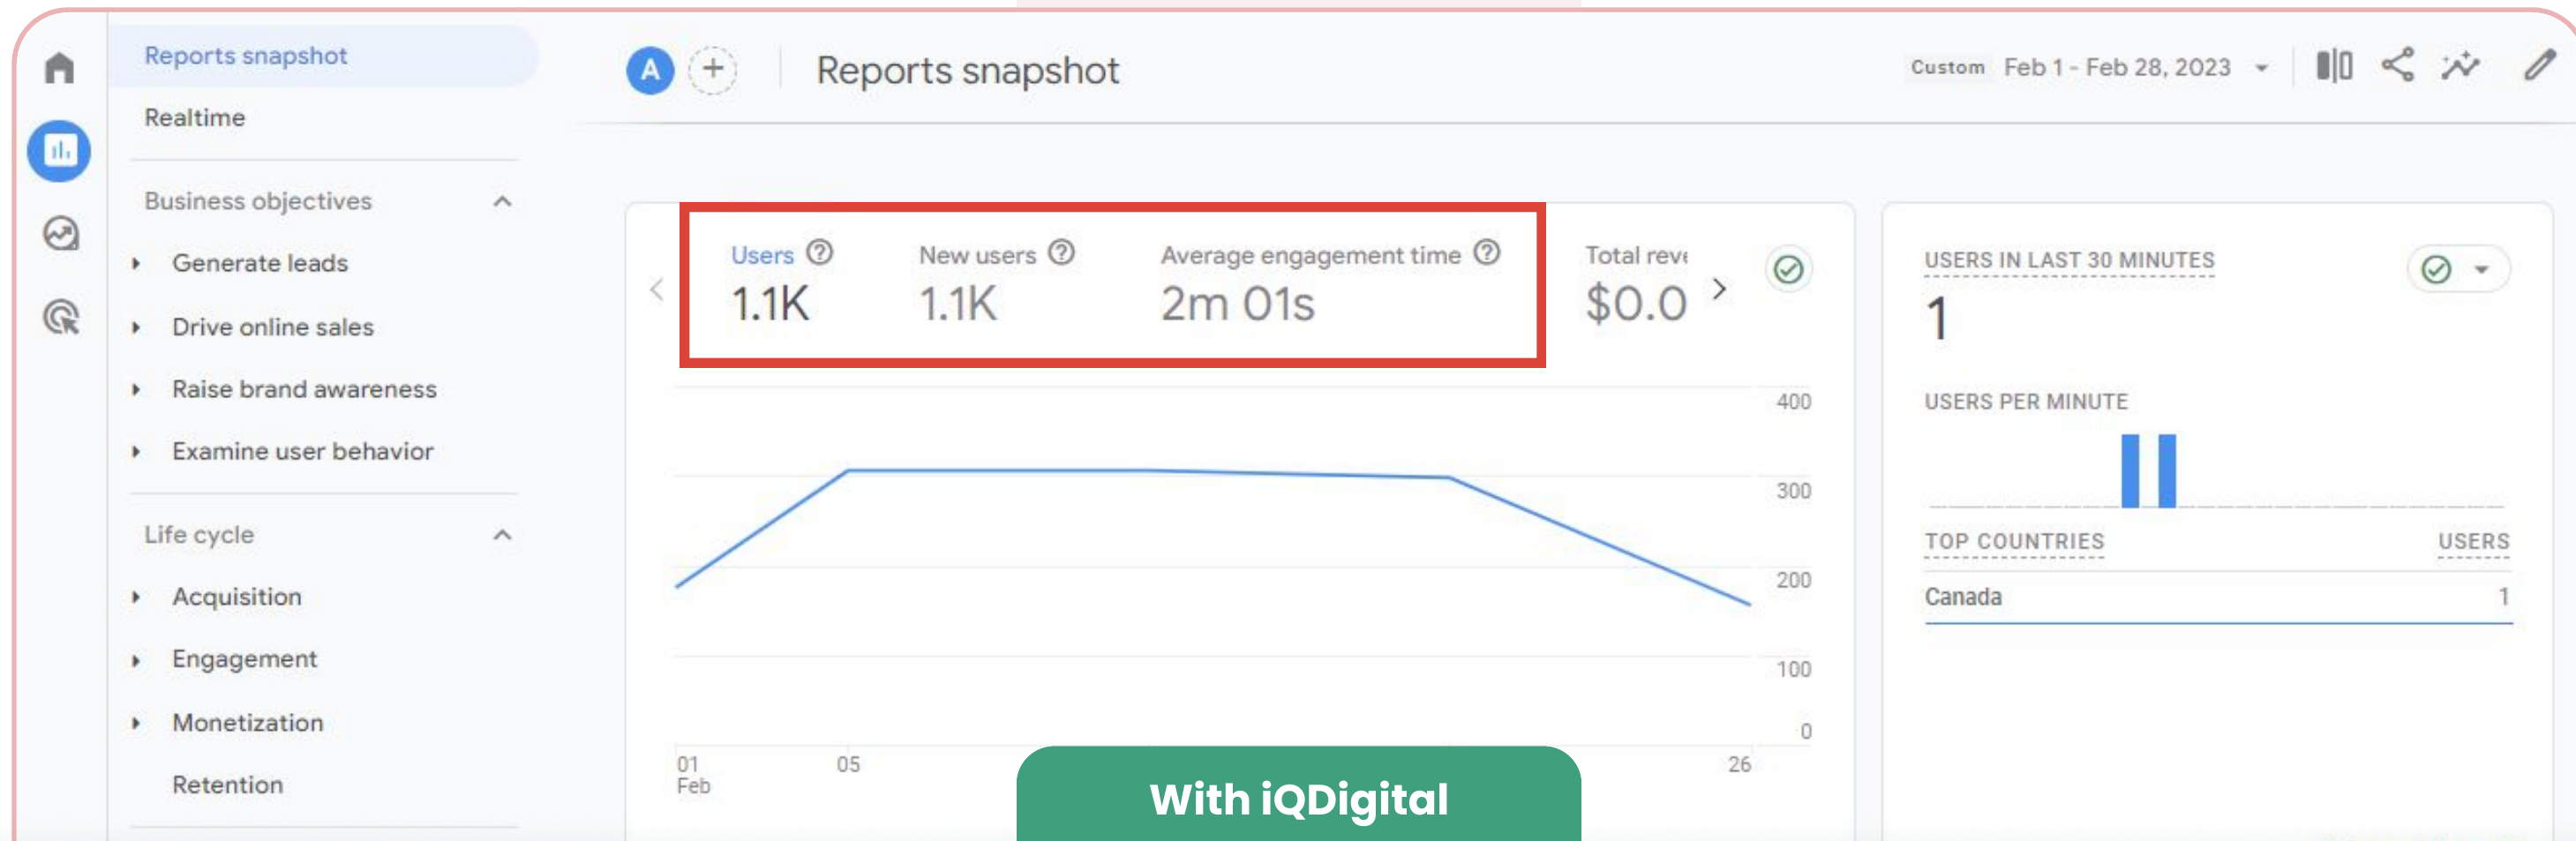 Reports snapshot
Realtime
Business objectives
Generate leads
Drive online sales
Raise brand awareness
Examine user behavior
Life cycle
Acquisition
Engagement
Monetization
Retention
A + Reports snapshot
Custom Feb 1 - Feb 28, 2023
Users New users Average engagement time Total reve
1.1K 1.1K 2m 01s $0.0
400
300
200
100
0
01 05 26
Feb
With iQDigital
USERS IN LAST 30 MINUTES
1
USERS PER MINUTE
TOP COUNTRIES USERS
Canada 1